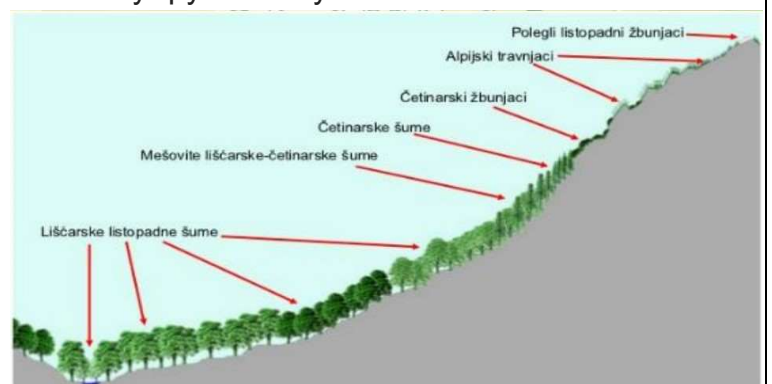 Polegli listopadni žbunjaci
Alpijski travnjaci
Četinarski žbunjaci
Četinarske šume
Mešovite lišćarske-četinarske šume
Lišćarske listopadne šume